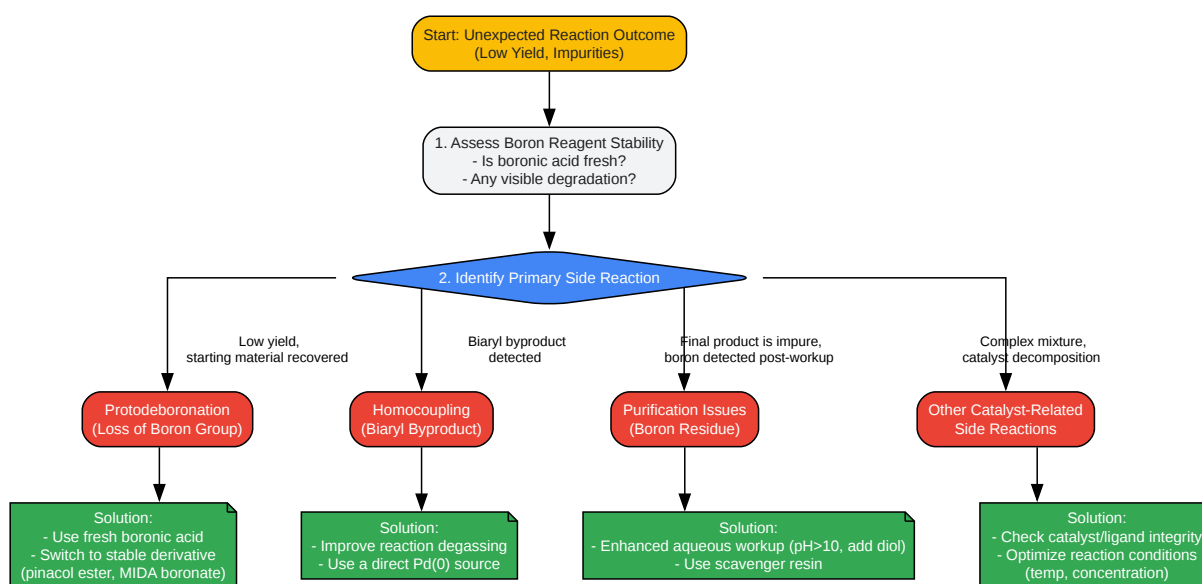 Start: Unexpected Reaction Outcome
(Low Yield, Impurities)
1. Assess Boron Reagent Stability
- Is boronic acid fresh?
- Any visible degradation?
2. Identify Primary Side Reaction
Low yield,
starting material recovered
Biaryl byproduct
detected
Final product is impure,
boron detected post-workup
Complex mixture,
catalyst decomposition
Protodeboronation
(Loss of Boron Group)
Homocoupling
(Biaryl Byproduct)
Purification Issues
(Boron Residue)
Other Catalyst-Related
Side Reactions
Solution:
- Use fresh boronic acid
- Switch to stable derivative
(pinacol ester, MIDA boronate)
Solution:
- Improve reaction degassing
- Use a direct Pd(0) source
Solution:
- Enhanced aqueous workup (pH>10, add diol)
- Use scavenger resin
Solution:
- Check catalyst/ligand integrity
- Optimize reaction conditions
(temp, concentration)